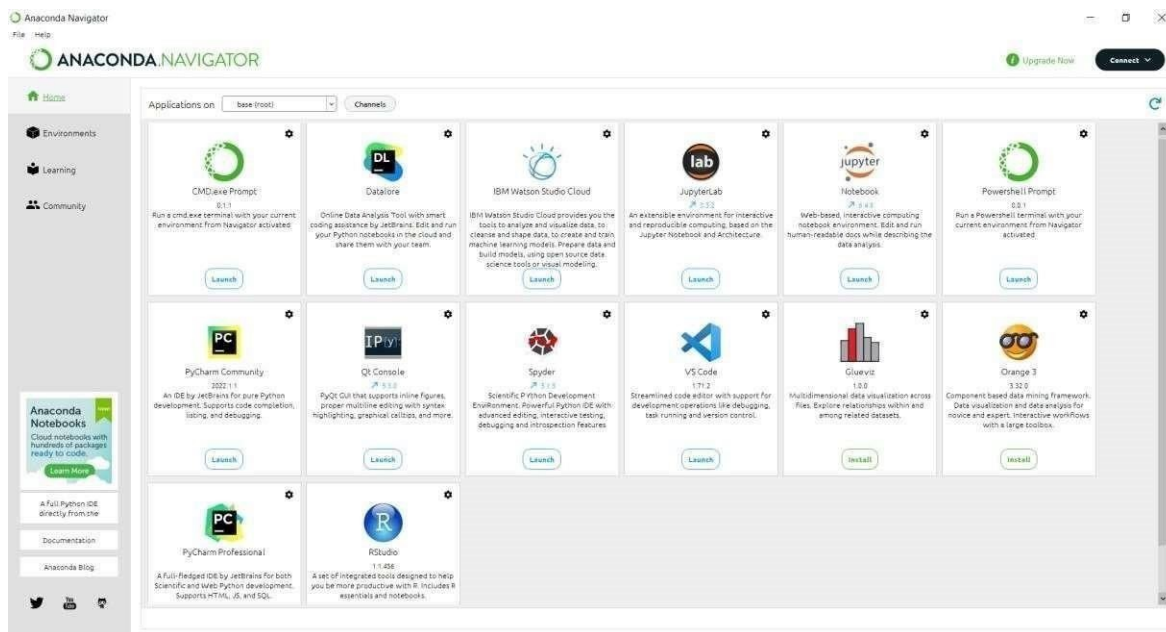 Anaconda Navigator
File Help
ANACONDA.NAVIGATOR
Upgrade Now
Connect
Home
Environments
Learning
Community
Applications on
base (root)
Channels
CMD.exe Prompt
0.1.1
Run a cmd.exe terminal with your current
environment from Navigator activated
Launch
DL
Datalore
Online Data Analysis Tool with smart
coding assistance by JetBrains. Edit and run
your Python notebooks in the cloud and
share them with your team.
Launch
IBM Watson Studio Cloud
IBM Watson Studio Cloud provides you the
tools to analyze and visualize data, to
cleanse and shape data, to create and train
machine learning models. Prepare data and
build models, using open source data
science tools or visual modeling.
Launch
lab
JupyterLab
An extensible environment for interactive
and reproducible computing, based on the
Jupyter Notebook and Architecture.
Launch
jupyter
Notebook
Web-based, interactive computing
notebook environment. Edit and run
human-readable docs while describing the
data analysis.
Launch
Powershell Prompt
0.0.1
Run a Powershell terminal with your
current environment from Navigator
activated
Launch
PC
PyCharm Community
2022.1.1
An IDE by JetBrains for pure Python
development. Supports code completion,
listing, and debugging.
Launch
IP[y]:
Qt Console
PyQt GUI that supports inline figures,
proper multiline editing with syntax
highlighting, graphical calltips, and more.
Launch
Spyder
Scientific PYthon Development
EnviRonment. Powerful Python IDE with
advanced editing, interactive testing,
debugging and introspection features
Launch
VS Code
1.71.2
Streamlined code editor with support for
development operations like debugging,
task running and version control.
Launch
Glueviz
1.0.0
Multidimensional data visualization across
files. Explore relationships within and
among related datasets.
Install
Orange 3
3.32.0
Component based data mining framework.
Data visualization and data analysis for
novice and expert. Interactive workflows
with a large toolbox.
Install
PC
PyCharm Professional
A full-fledged IDE by JetBrains for both
Scientific and Web Python development.
Supports HTML, JS, and SQL.
R
RStudio
1.1.456
A set of integrated tools designed to help
you be more productive with R. Includes R
essentials and notebooks.
Anaconda
Notebooks
Cloud notebooks with
hundreds of packages
ready to code.
Learn More
A Full Python IDE
directly from the
Documentation
Anaconda Blog
You
Tube